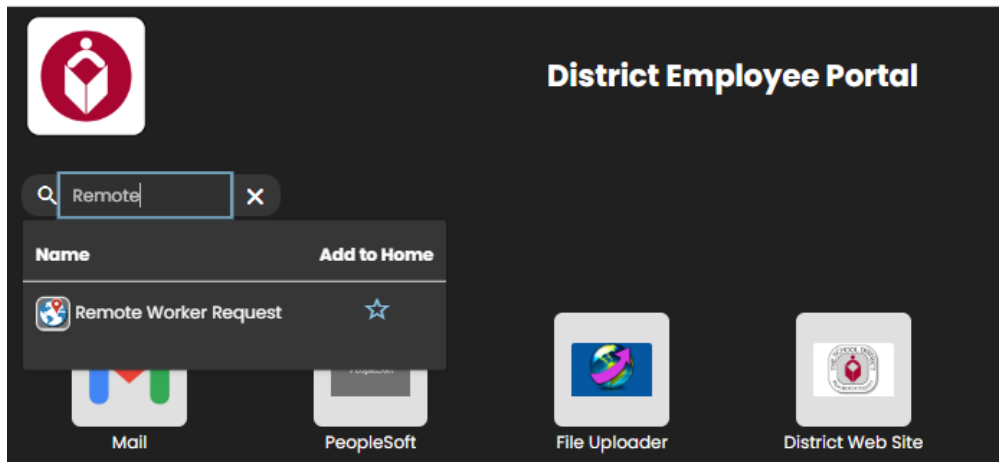 District Employee Portal
Remote
Name Add to Home
Remote Worker Request
Mail PeopleSoft File Uploader District Web Site